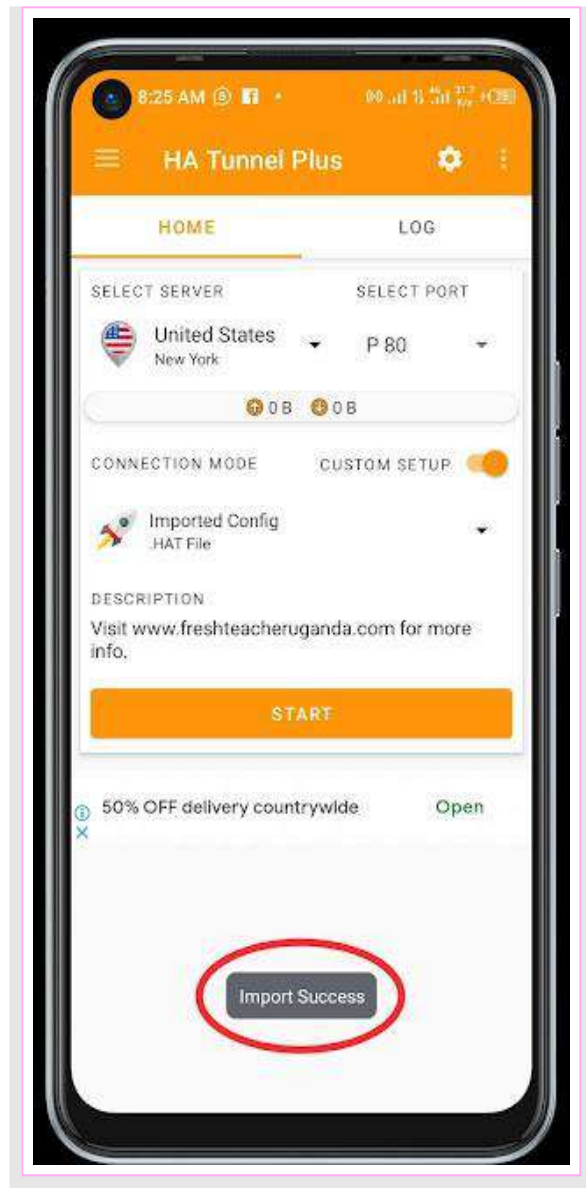 8:25 AM
HA Tunnel Plus
HOME LOG
SELECT SERVER SELECT PORT
United States P 80
New York
0 B 0 B
CONNECTION MODE CUSTOM SETUP
Imported Config
.HAT File
DESCRIPTION
Visit www.freshteacheruganda.com for more
info.
START
50% OFF delivery countrywide Open
Import Success